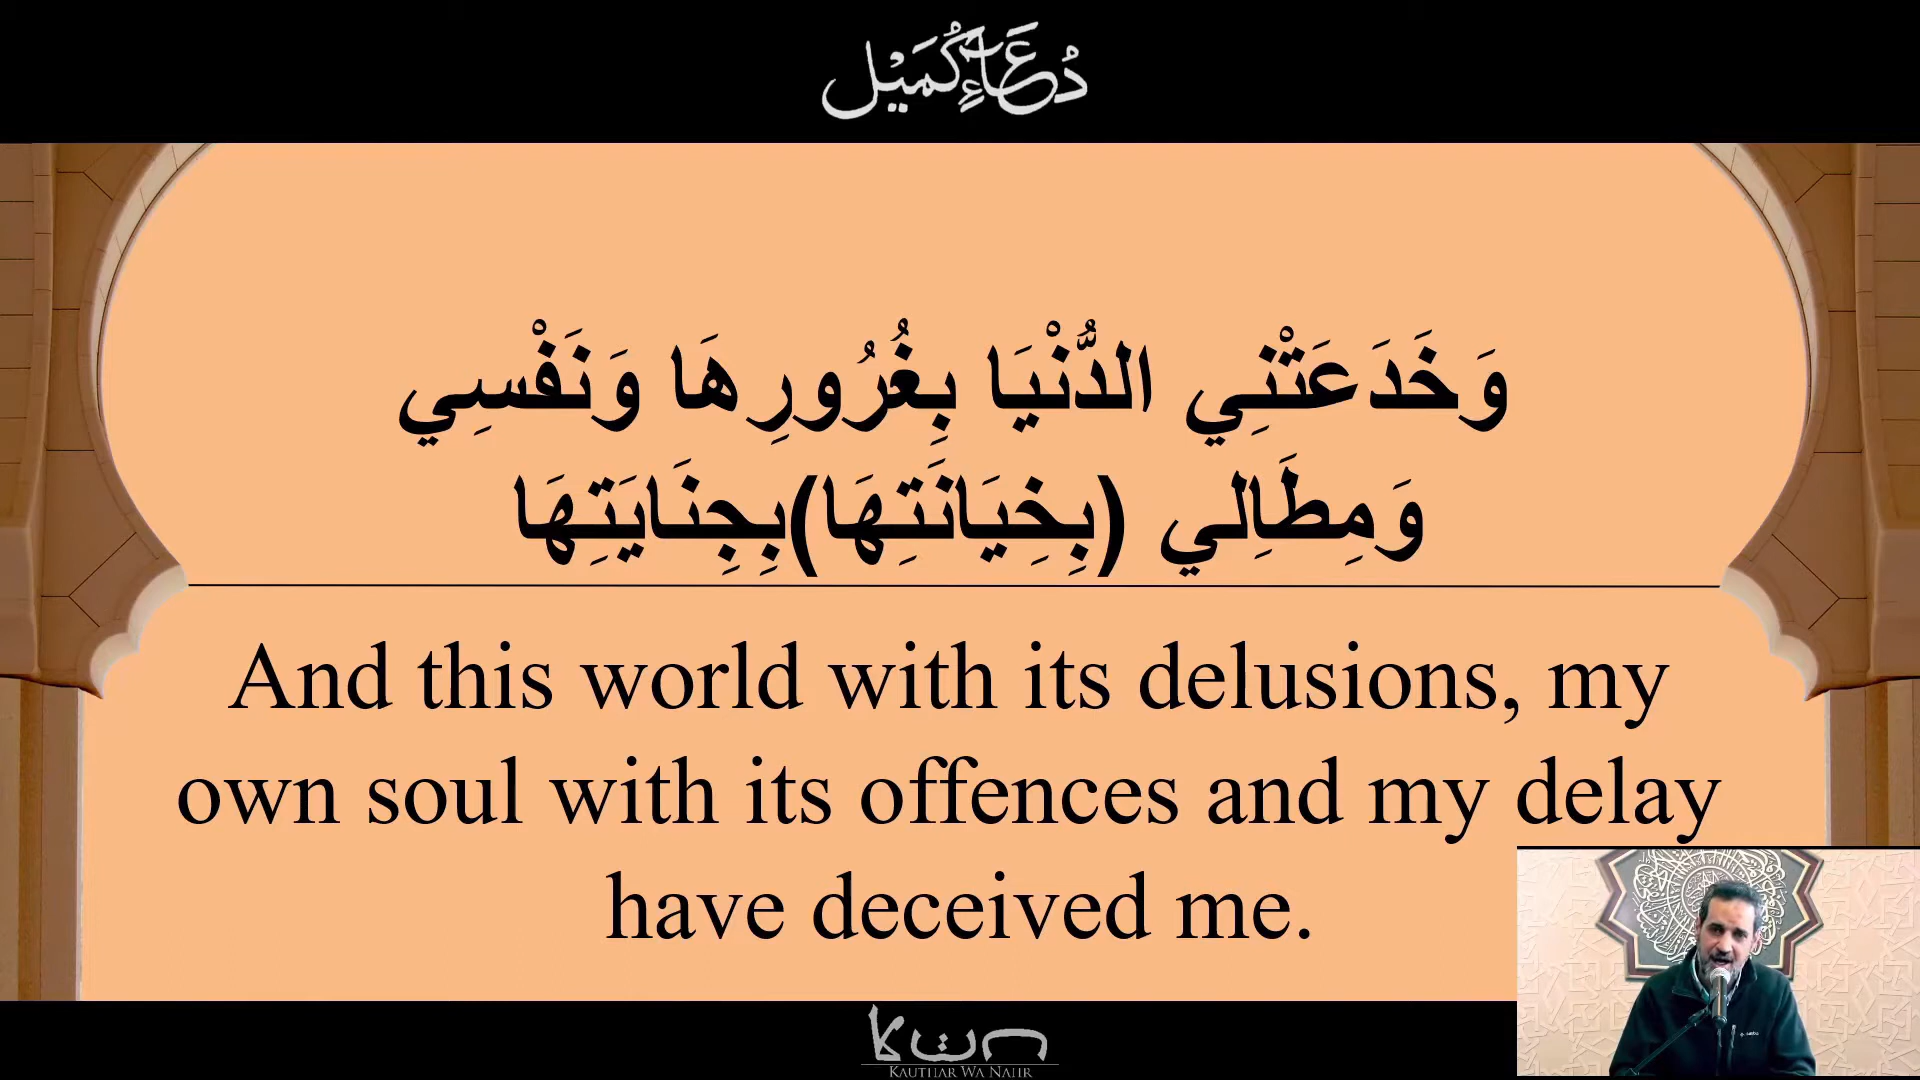 دُعَاءُ كُمَيْل
وَخَدَعَتْنِي الدُّنْيَا بِغُرُورِهَا وَنَفْسِي
بِجِنَايَتِهَا(بِخِيَانَتِهَا) وَمِطَالِي
And this world with its delusions, my
own soul with its offences and my delay
have deceived me.
KAUTHAR WA NAHR